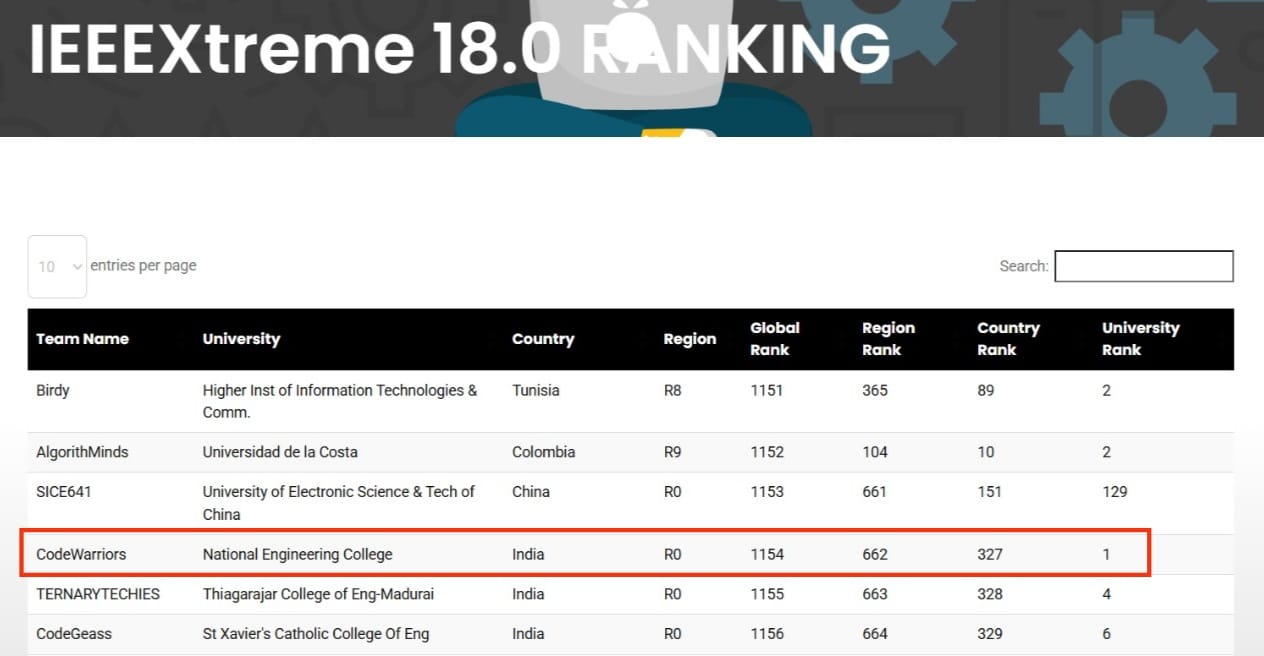 IEEEXtreme 18.0 RANKING
10 entries per page
Search:
Team Name University Country Region Global Rank Region Rank Country Rank University Rank
Birdy Higher Inst of Information Technologies & Comm. Tunisia R8 1151 365 89 2
AlgorithMinds Universidad de la Costa Colombia R9 1152 104 10 2
SICE641 University of Electronic Science & Tech of China China R0 1153 661 151 129
CodeWarriors National Engineering College India R0 1154 662 327 1
TERNARYTECHIES Thiagarajar College of Eng-Madurai India R0 1155 663 328 4
CodeGeass St Xavier's Catholic College Of Eng India R0 1156 664 329 6